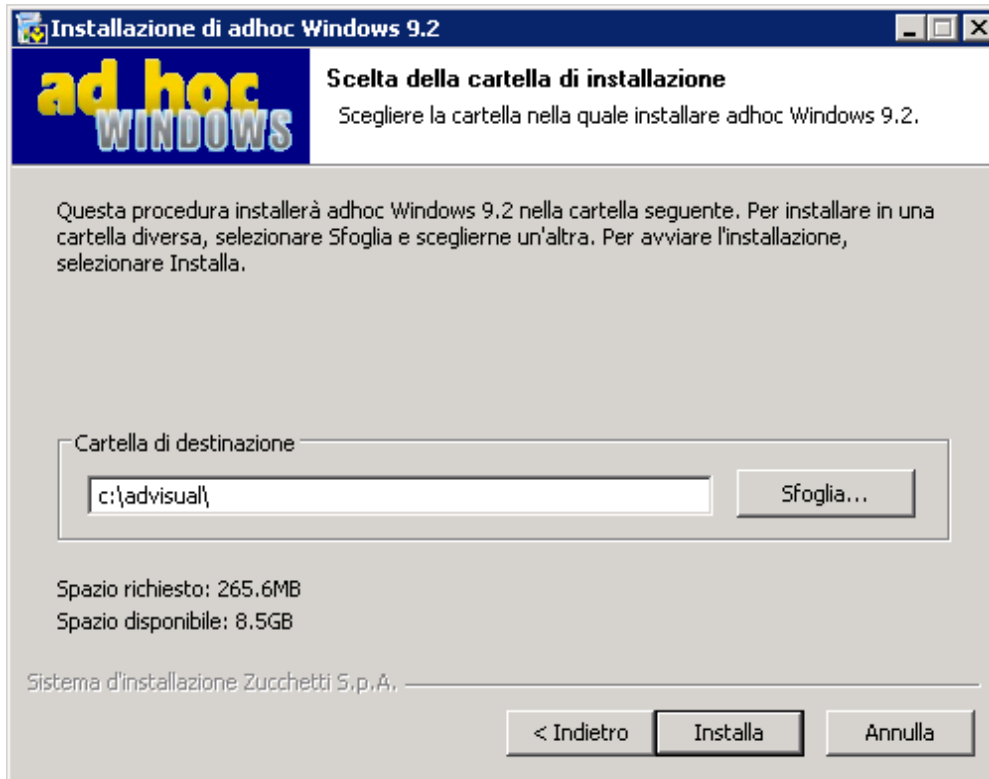 Installazione di adhoc Windows 9.2
ad hoc
WINDOWS
Scelta della cartella di installazione
Scegliere la cartella nella quale installare adhoc Windows 9.2.
Questa procedura installerà adhoc Windows 9.2 nella cartella seguente. Per installare in una
cartella diversa, selezionare Sfoglia e sceglierne un'altra. Per avviare l'installazione,
selezionare Installa.
Cartella di destinazione
c:\advisual\
Sfoglia...
Spazio richiesto: 265.6MB
Spazio disponibile: 8.5GB
Sistema d'installazione Zucchetti S.p.A.
< Indietro
Installa
Annulla